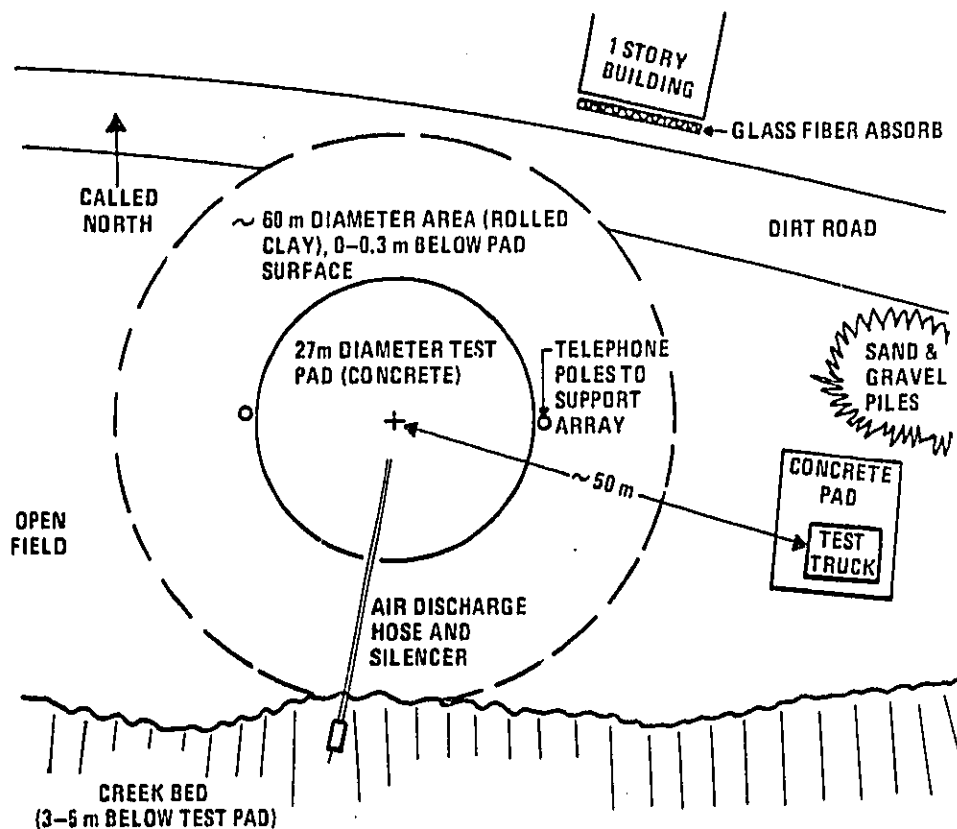 1 STORY
BUILDING
GLASS FIBER ABSORB
CALLED
NORTH
~ 60 m DIAMETER AREA (ROLLED
CLAY), 0-0.3 m BELOW PAD
SURFACE
DIRT ROAD
27m DIAMETER TEST
PAD (CONCRETE)
TELEPHONE
POLES TO
SUPPORT
ARRAY
SAND &
GRAVEL
PILES
~ 50 m
CONCRETE
PAD
TEST
TRUCK
OPEN
FIELD
AIR DISCHARGE
HOSE AND
SILENCER
CREEK BED
(3-5 m BELOW TEST PAD)